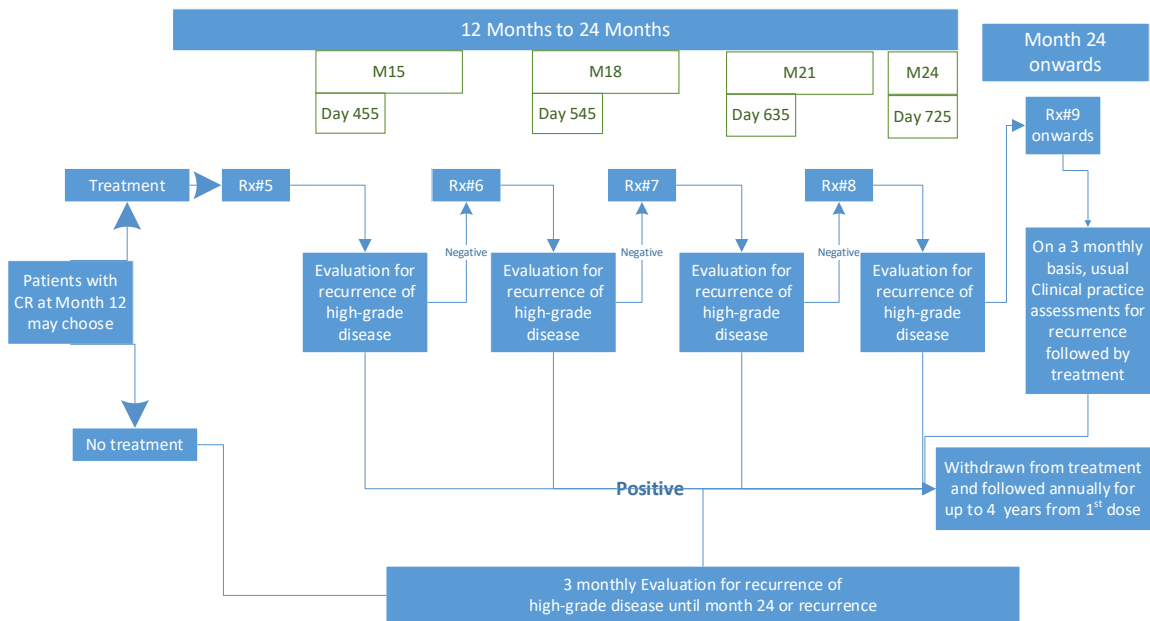 12 Months to 24 Months
Month 24
onwards
M15
M18
M21
M24
Day 455
Day 545
Day 635
Day 725
Rx#9
onwards
Treatment
Rx#5
Rx#6
Rx#7
Rx#8
Negative
Negative
Negative
Patients with
CR at Month 12
may choose
Evaluation for
recurrence of
high-grade
disease
Evaluation for
recurrence of
high-grade
disease
Evaluation for
recurrence of
high-grade
disease
Evaluation for
recurrence of
high-grade
disease
On a 3 monthly
basis, usual
Clinical practice
assessments for
recurrence
followed by
treatment
No treatment
Positive
Withdrawn from treatment
and followed annually for
up to 4 years from 1st dose
3 monthly Evaluation for recurrence of
high-grade disease until month 24 or recurrence